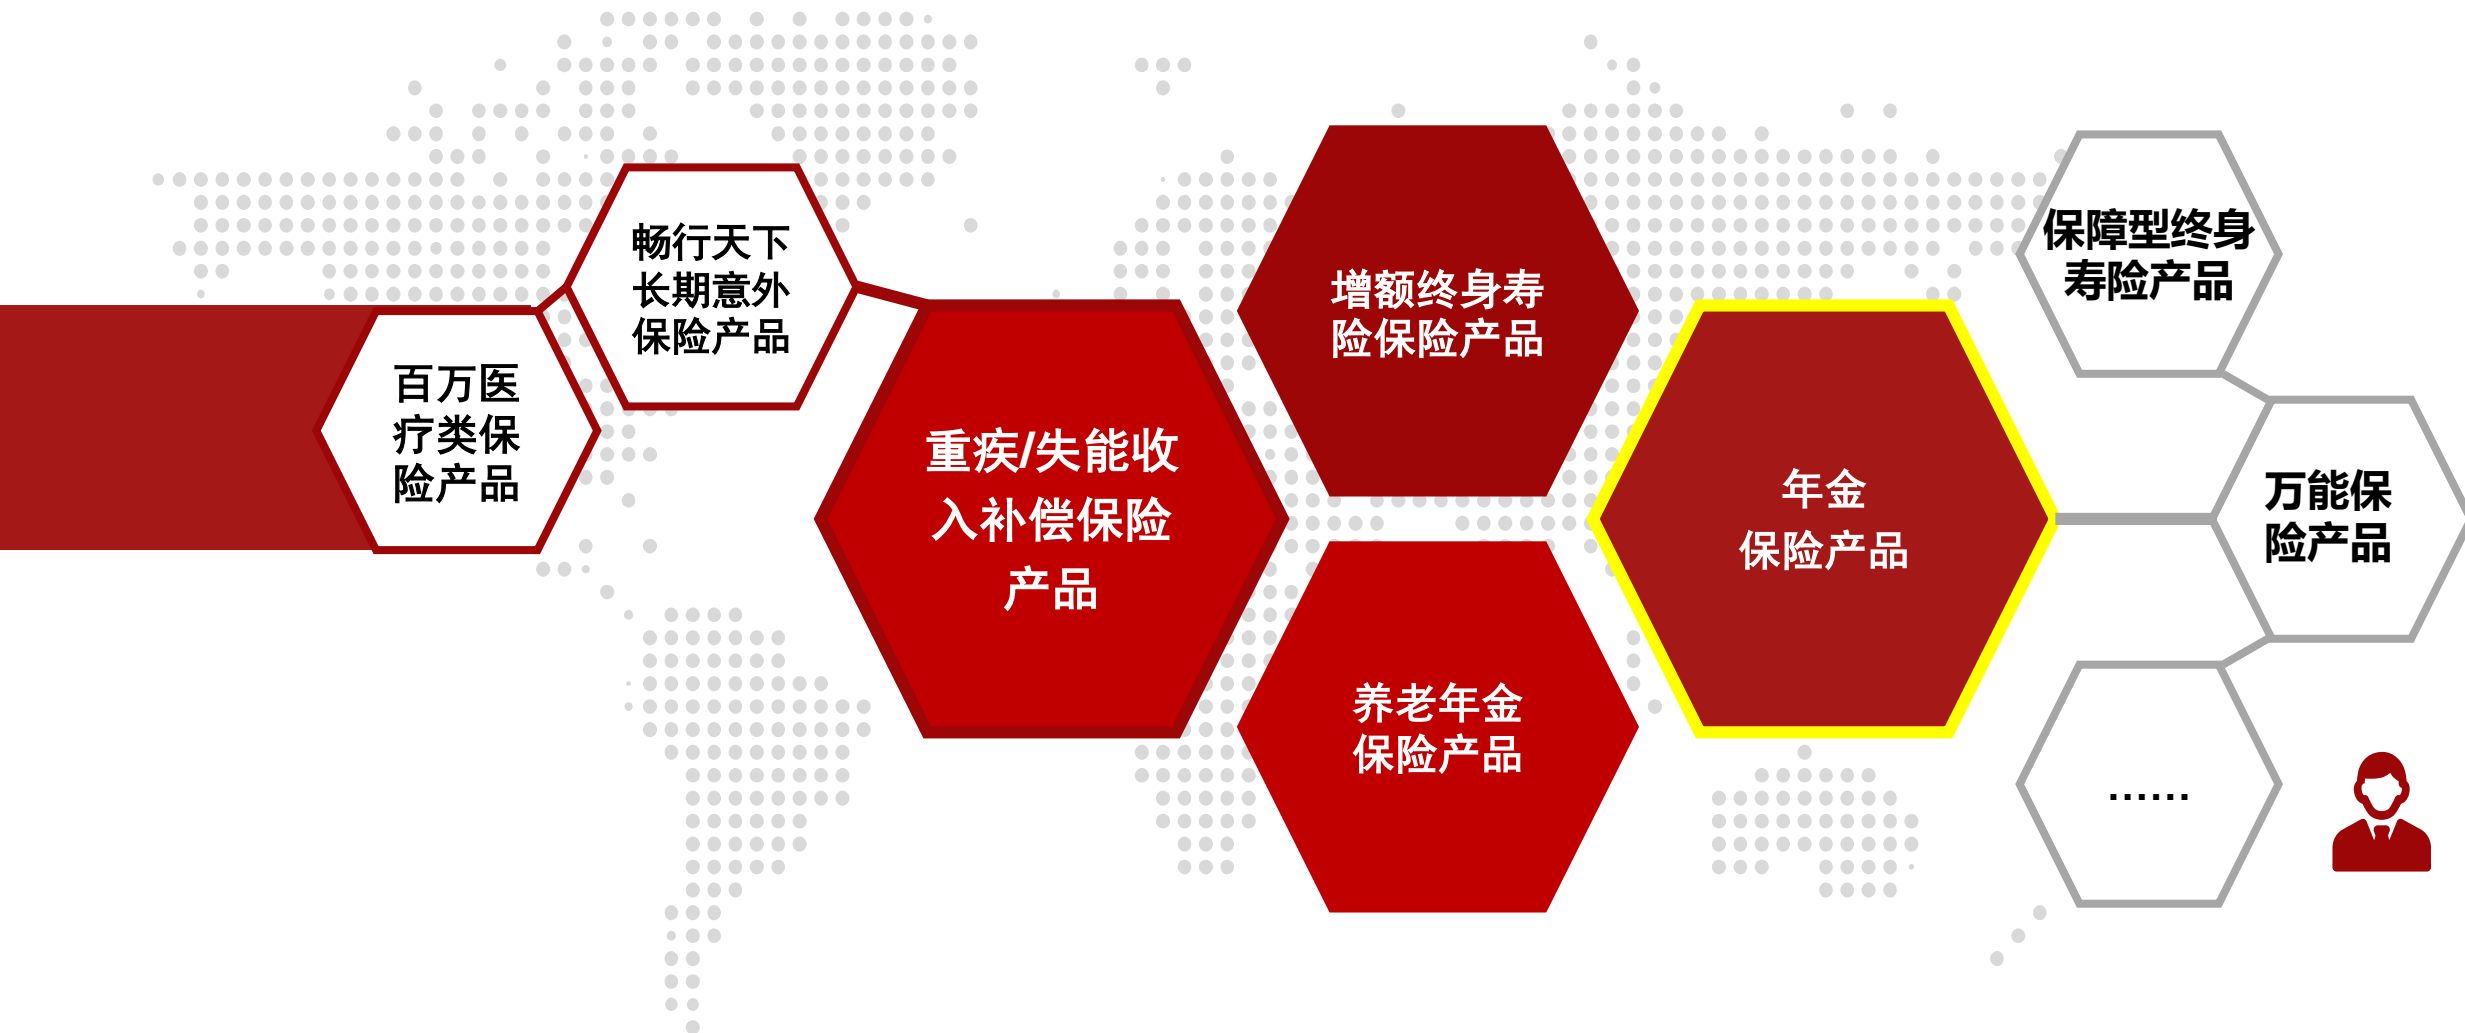 百万医
疗类保
险产品
畅行天下
长期意外
保险产品
重疾/失能收
入补偿保险
产品
增额终身寿
险保险产品
养老年金
保险产品
年金
保险产品
保障型终身
寿险产品
万能保
险产品
……